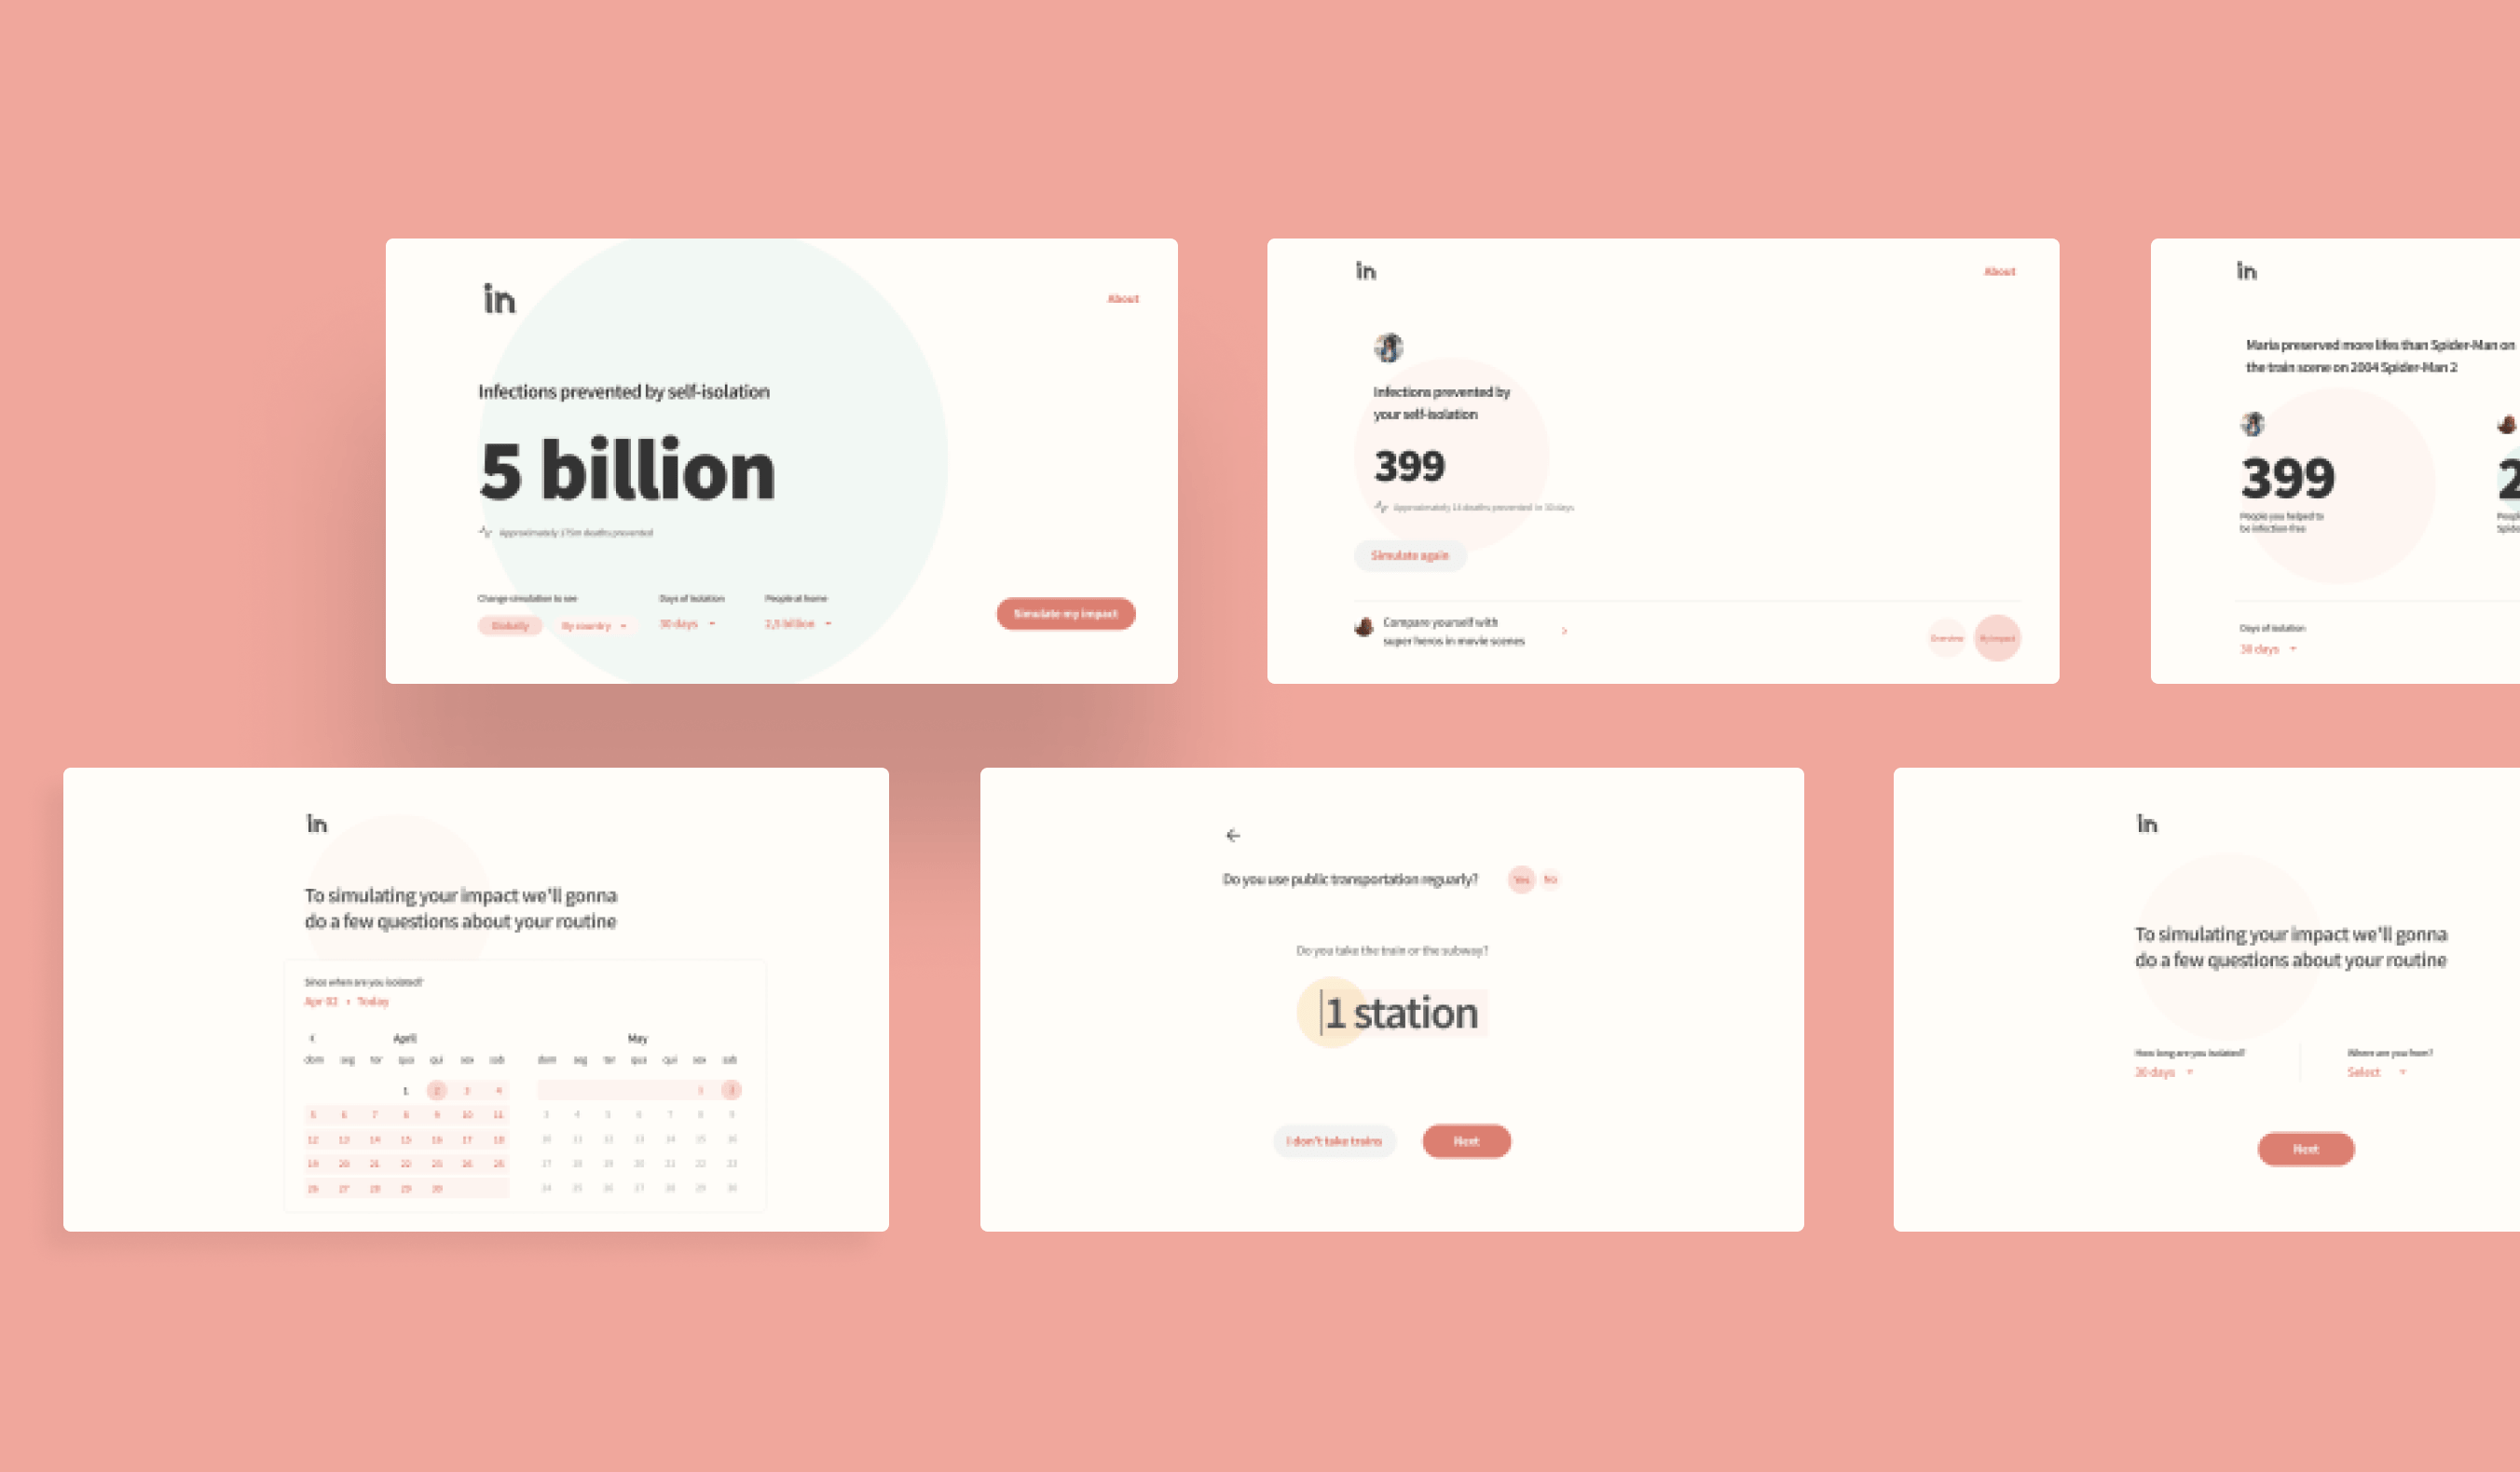 in
About
Infections prevented by self-isolation
5 billion
Approximately 175m deaths prevented
Change simulation to see
Globally
By country
Days of isolation
30 days
People at home
2,5 billion
Simulate my impact
in
About
Infections prevented by
your self-isolation
399
Approximately 14 deaths prevented in 30 days
Simulate again
Compare yourself with
super heros in movie scenes
Overview
My impact
in
Maria preserved more lifes than Spider-Man on
the train scene on 2004 Spider-Man 2
399
People you helped to
be infection-free
2
Days of isolation
30 days
in
To simulating your impact we'll gonna
do a few questions about your routine
Since when are you isolated?
Apr 02 › Today
April
dom seg ter qua qui sex sab
1 2 3 4
5 6 7 8 9 10 11
12 13 14 15 16 17 18
19 20 21 22 23 24 25
26 27 28 29 30
May
dom seg ter qua qui sex sab
1
3 4 5 6 7 8 9
10 11 12 13 14 15 16
17 18 19 20 21 22 23
24 25 26 27 28 29 30
Do you use public transportation reguarly?
Yes
No
Do you take the train or the subway?
1 station
I don't take trains
Next
in
To simulating your impact we'll gonna
do a few questions about your routine
How long are you isolated?
30 days
Where are you from?
Select
Next